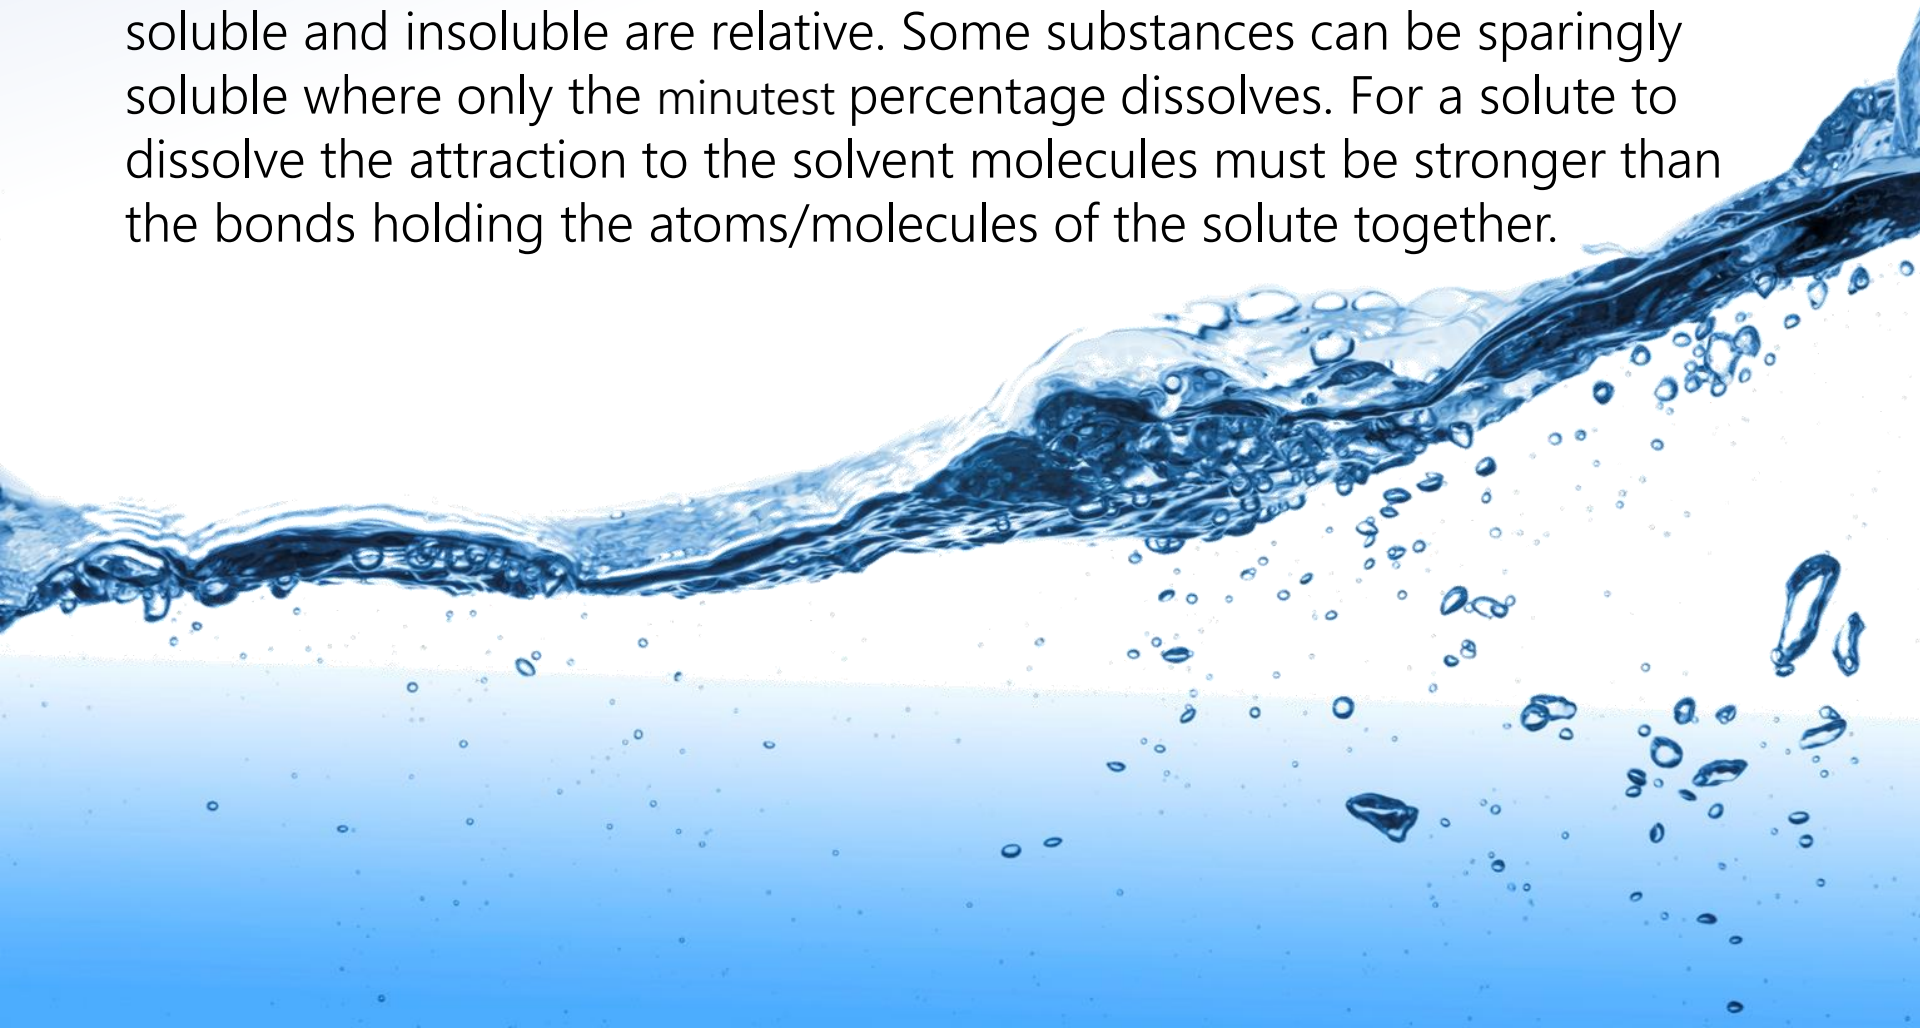 soluble and insoluble are relative. Some substances can be sparingly
soluble where only the minutest percentage dissolves. For a solute to
dissolve the attraction to the solvent molecules must be stronger than
the bonds holding the atoms/molecules of the solute together.